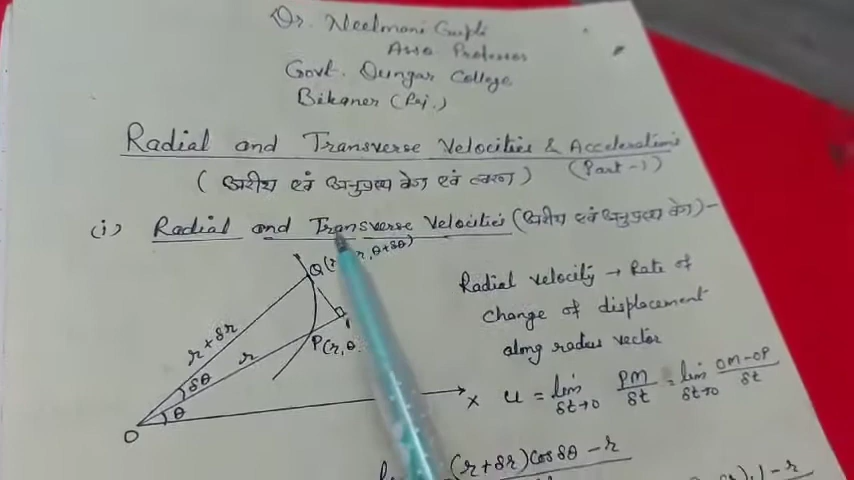 Dr. Neelmani Gupta
Asso Professor
Govt. Dungar College
Bikaner (Raj.)
Radial and Transverse Velocities & Accelerations
(अरीय एवं अनुप्रस्थ वेग एवं त्वरण) (Part-1)
(i) Radial and Transverse Velocities (अरीय एवं अनुप्रस्थ वेग) -
Q(r r, θ+δθ)
Radial velocity → Rate of
change of displacement
along radius vector
r+δr
r
P(r, θ
δθ
θ
O
x
u = lim δt→0 PM/δt = lim δt→0 OM-OP/δt
(r+δr)cosδθ - r